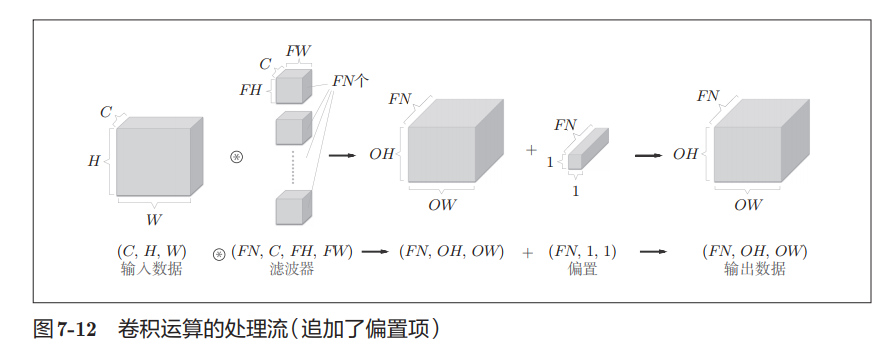 C FW
FH FN个
C FN FN FN
H OH + 1 OH
⊛
W OW 1 OW
(C, H, W) ⊛ (FN, C, FH, FW) → (FN, OH, OW) + (FN, 1, 1) → (FN, OH, OW)
输入数据 滤波器 偏置 输出数据
图7-12 卷积运算的处理流(追加了偏置项)